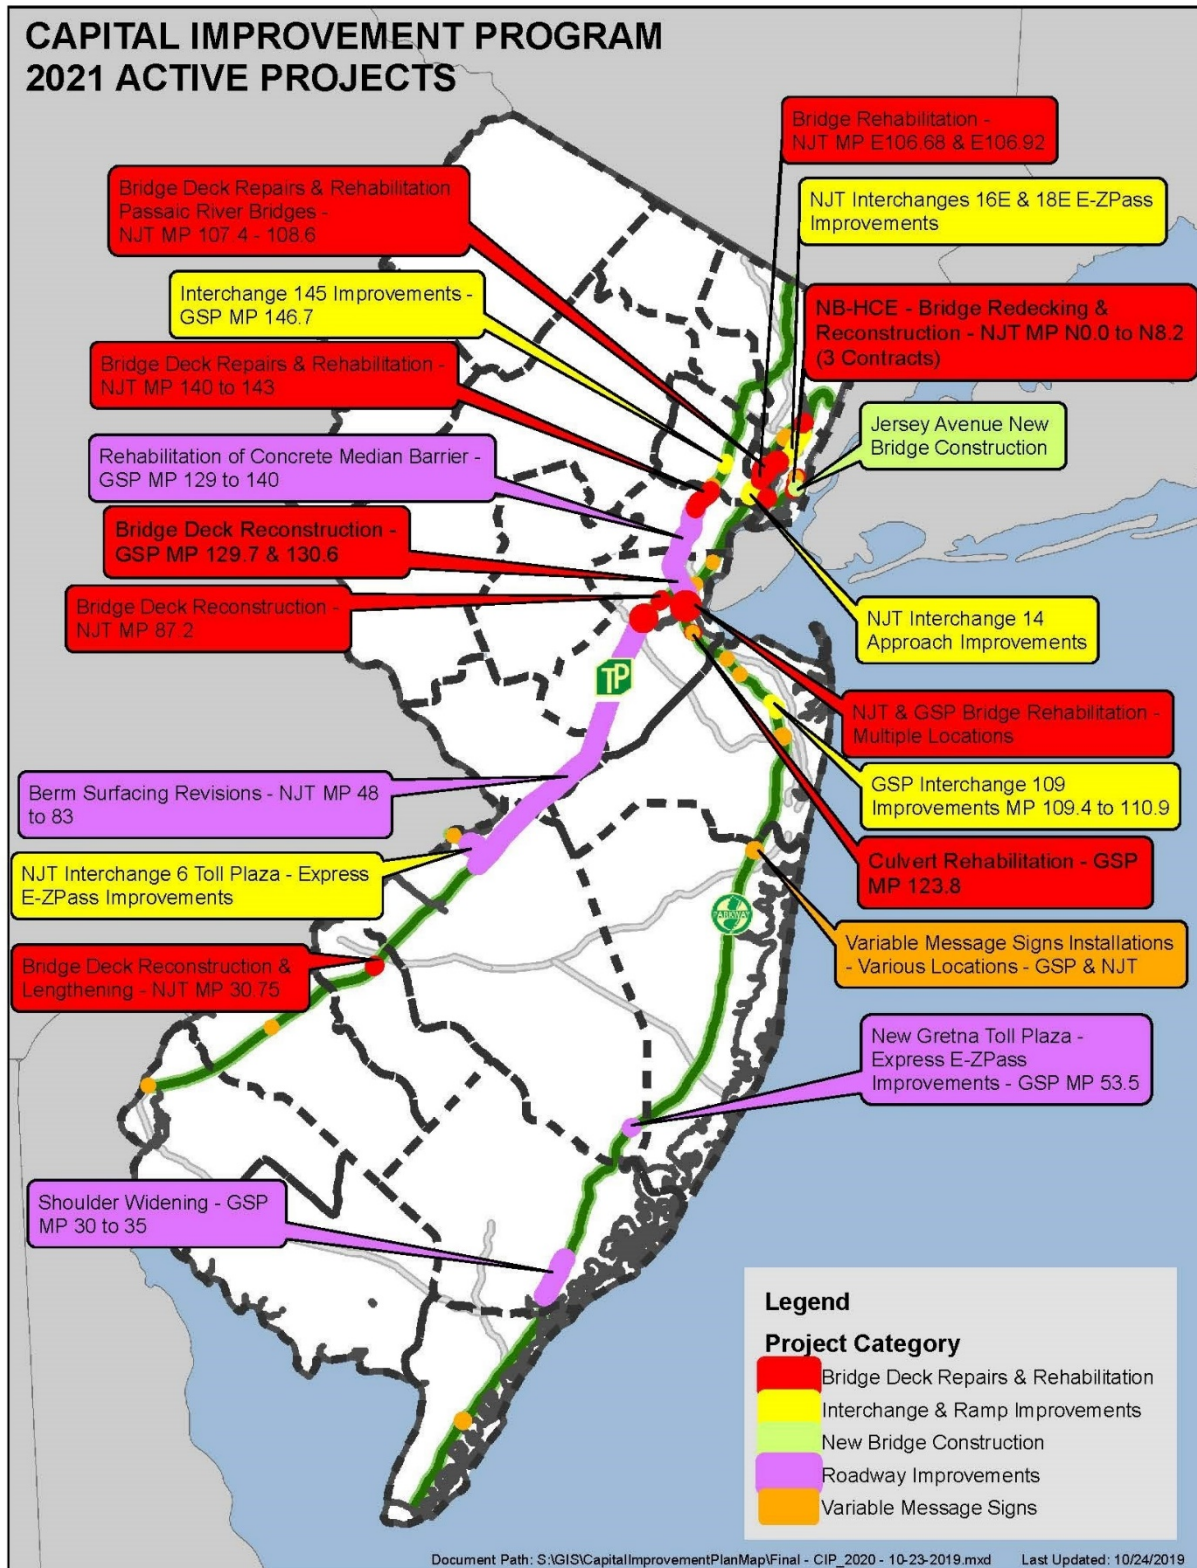 CAPITAL IMPROVEMENT PROGRAM
2021 ACTIVE PROJECTS
Bridge Rehabilitation -
NJT MP E106.68 & E106.92
Bridge Deck Repairs & Rehabilitation
Passaic River Bridges -
NJT MP 107.4 - 108.6
NJT Interchanges 16E & 18E E-ZPass
Improvements
Interchange 145 Improvements -
GSP MP 146.7
NB-HCE - Bridge Redecking &
Reconstruction - NJT MP N0.0 to N8.2
(3 Contracts)
Bridge Deck Repairs & Rehabilitation -
NJT MP 140 to 143
Jersey Avenue New
Bridge Construction
Rehabilitation of Concrete Median Barrier -
GSP MP 129 to 140
Bridge Deck Reconstruction -
GSP MP 129.7 & 130.6
Bridge Deck Reconstruction -
NJT MP 87.2
NJT Interchange 14
Approach Improvements
TP
NJT & GSP Bridge Rehabilitation -
Multiple Locations
Berm Surfacing Revisions - NJT MP 48
to 83
GSP Interchange 109
Improvements MP 109.4 to 110.9
NJT Interchange 6 Toll Plaza - Express
E-ZPass Improvements
Culvert Rehabilitation - GSP
MP 123.8
PARKWAY
Variable Message Signs Installations
- Various Locations - GSP & NJT
Bridge Deck Reconstruction &
Lengthening - NJT MP 30.75
New Gretna Toll Plaza -
Express E-ZPass
Improvements - GSP MP 53.5
Shoulder Widening - GSP
MP 30 to 35
Legend
Project Category
Bridge Deck Repairs & Rehabilitation
Interchange & Ramp Improvements
New Bridge Construction
Roadway Improvements
Variable Message Signs
Document Path: S:\GIS\CapitalImprovementPlanMap\Final - CIP_2020 - 10-23-2019.mxd Last Updated: 10/24/2019